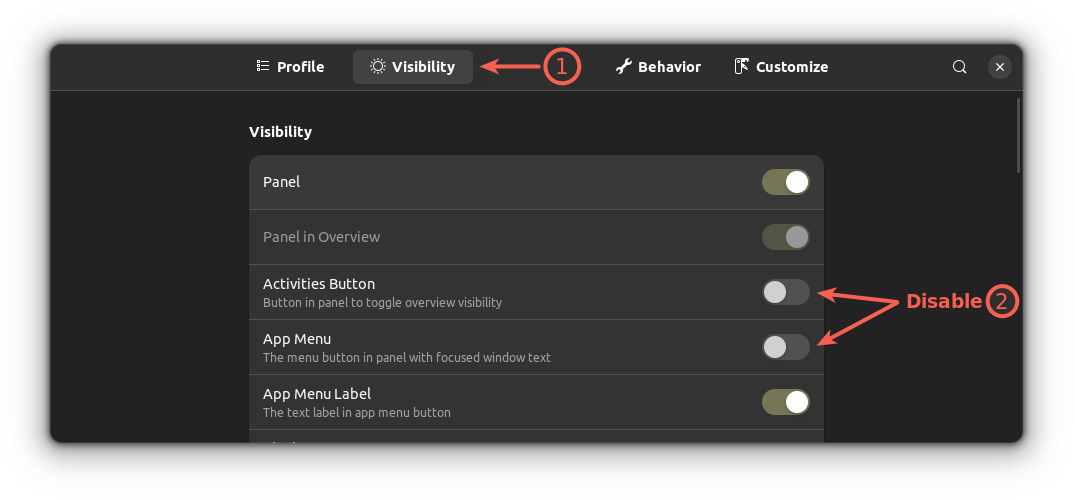 Profile Visibility 1 Behavior Customize
Visibility
Panel
Panel in Overview
Activities Button
Button in panel to toggle overview visibility
Disable 2
App Menu
The menu button in panel with focused window text
App Menu Label
The text label in app menu button